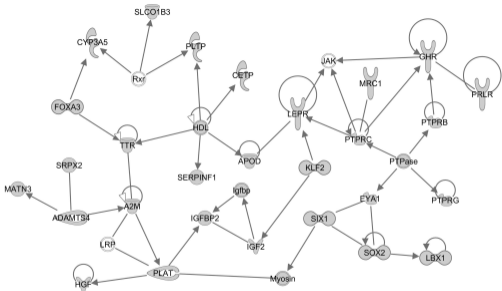 SLCO1B3
CYP3A5
PLTP
Rxr
CETP
JAK
GHR
MRC1
PRLR
FOXA3
LEPR
HDL
PTPRB
TTR
PTPRC
SRPX2
APOD
PTPase
KLF2
SERPINF1
MATN3
Igfbp
EYA1
PTPRG
A2M
ADAMTS4
IGFBP2
SIX1
LRP
IGF2
SOX2
LBX1
PLAT
Myosin
HGF